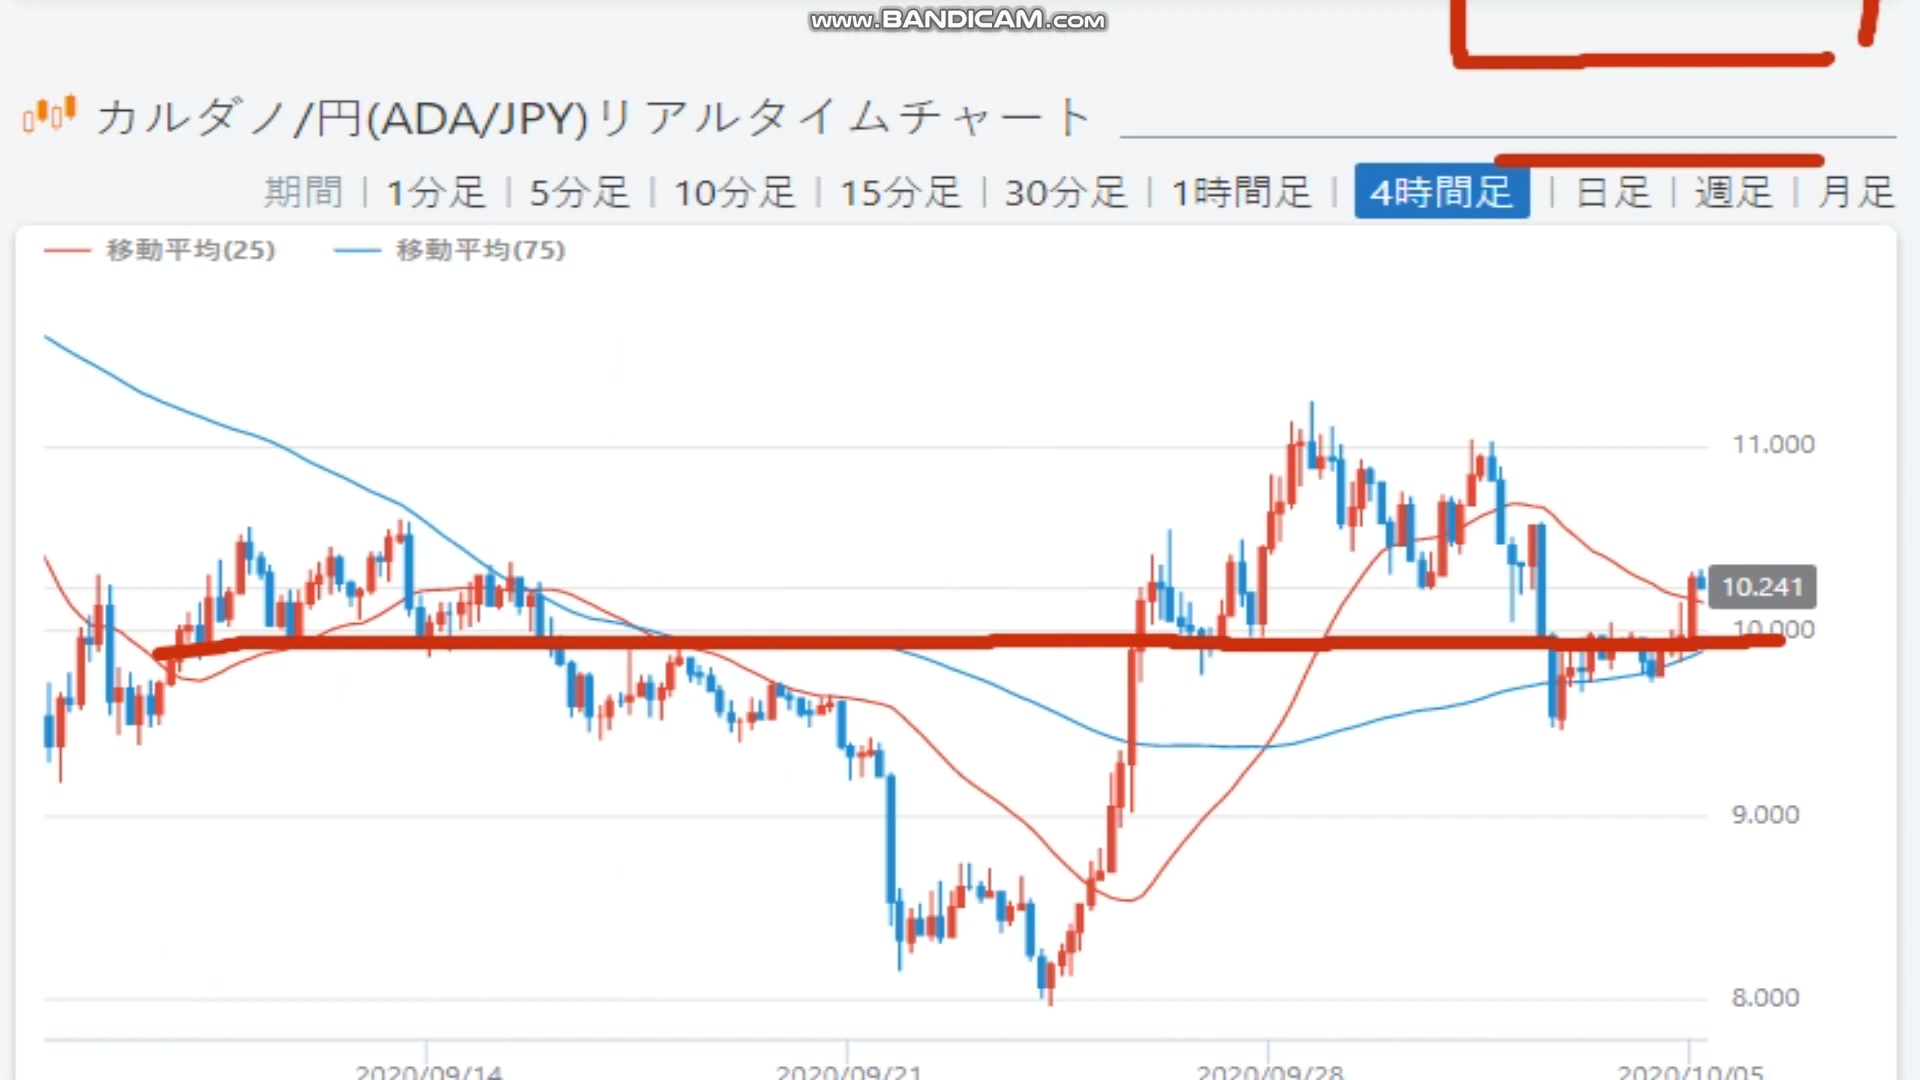 www.BANDICAM.com
カルダノ/円(ADA/JPY)リアルタイムチャート
期間 | 1分足 | 5分足 | 10分足 | 15分足 | 30分足 | 1時間足 | 4時間足 | 日足 | 週足 | 月足
移動平均(25) 移動平均(75)
11.000
10.241
10.000
9.000
8.000
2020/09/14 2020/09/21 2020/09/28 2020/10/05